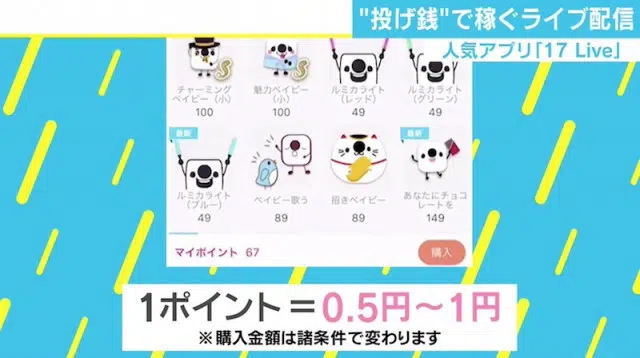 "投げ銭"で稼ぐライブ配信
人気アプリ「17 Live」
チャーミング
ベイビー（小）
100
魅力ベイビー
（小）
100
ルミカライト
（レッド）
49
ルミカライト
（グリーン）
49
最新
ルミカライト
（ブルー）
49
ベイビー歌う
89
招きベイビー
89
最新
あなたにチョコ
レートを
149
マイポイント 67
購入
1ポイント＝0.5円〜1円
※購入金額は諸条件で変わります